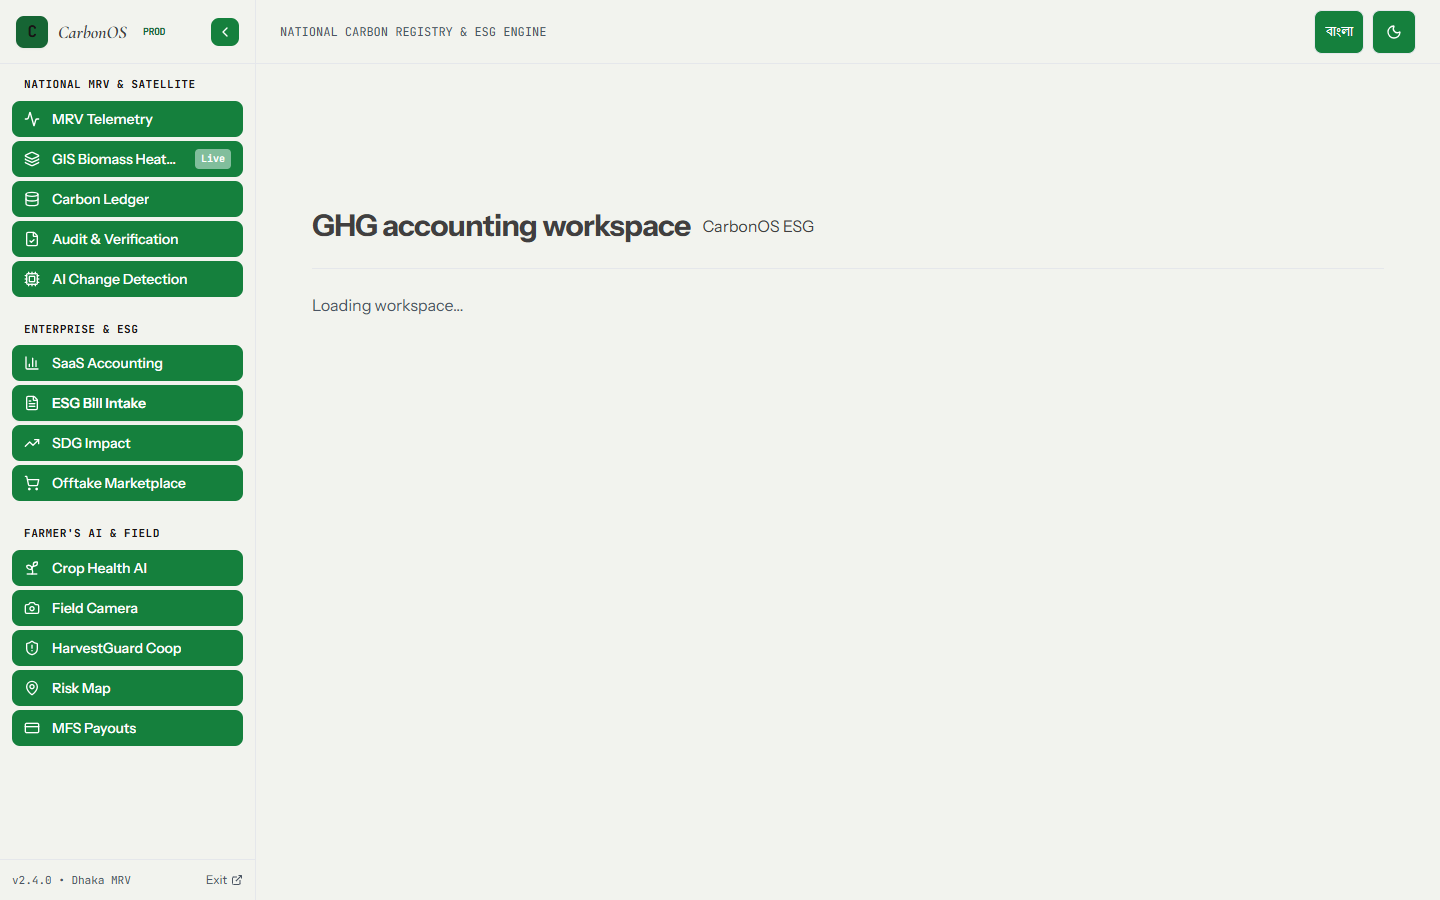 C CarbonOS PROD
NATIONAL CARBON REGISTRY & ESG ENGINE
বাংলা
NATIONAL MRV & SATELLITE
MRV Telemetry
GIS Biomass Heat... Live
Carbon Ledger
Audit & Verification
AI Change Detection
ENTERPRISE & ESG
SaaS Accounting
ESG Bill Intake
SDG Impact
Offtake Marketplace
FARMER'S AI & FIELD
Crop Health AI
Field Camera
HarvestGuard Coop
Risk Map
MFS Payouts
v2.4.0 • Dhaka MRV
Exit
GHG accounting workspace CarbonOS ESG
Loading workspace...